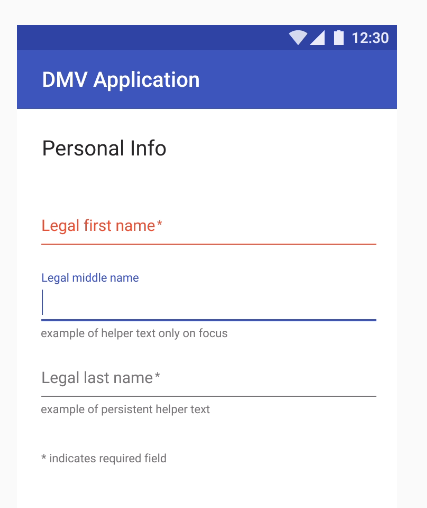 12:30
DMV Application
Personal Info
Legal first name*
Legal middle name
example of helper text only on focus
Legal last name*
example of persistent helper text
* indicates required field